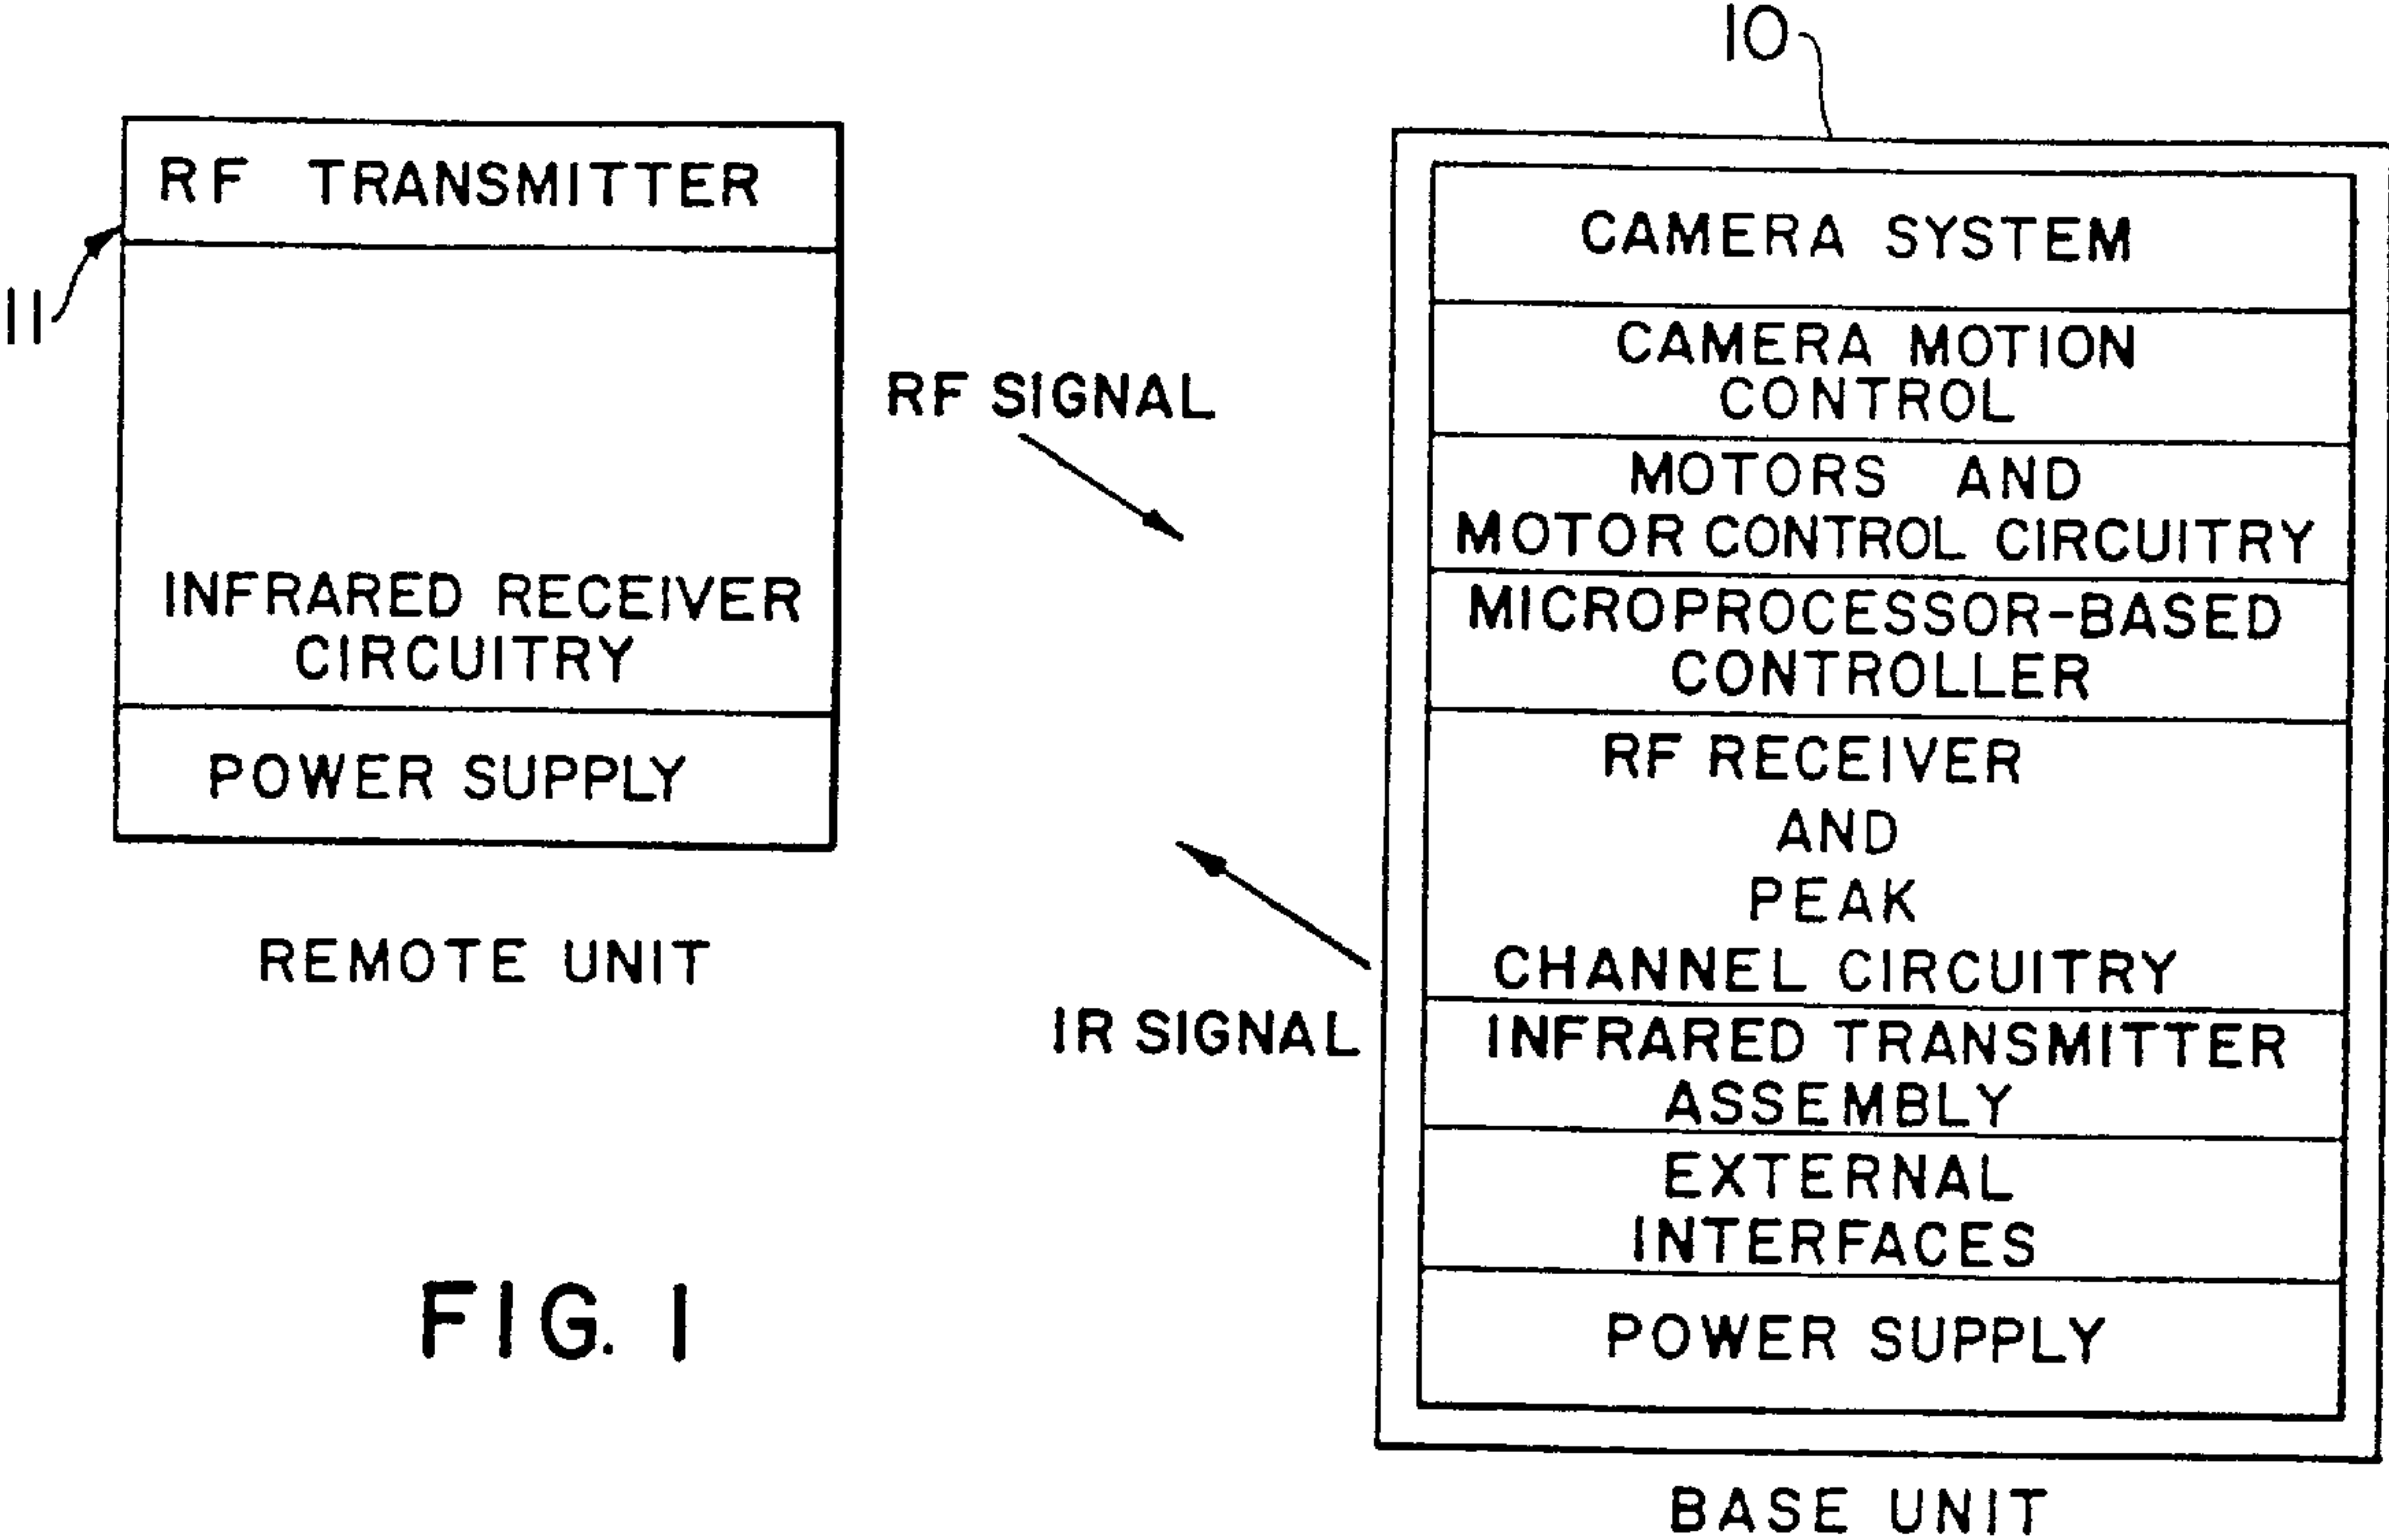 10
RF TRANSMITTER
11
INFRARED RECEIVER
CIRCUITRY
POWER SUPPLY
REMOTE UNIT
RF SIGNAL
IR SIGNAL
CAMERA SYSTEM
CAMERA MOTION
CONTROL
MOTORS AND
MOTOR CONTROL CIRCUITRY
MICROPROCESSOR-BASED
CONTROLLER
RF RECEIVER
AND
PEAK
CHANNEL CIRCUITRY
INFRARED TRANSMITTER
ASSEMBLY
EXTERNAL
INTERFACES
POWER SUPPLY
BASE UNIT
FIG. 1